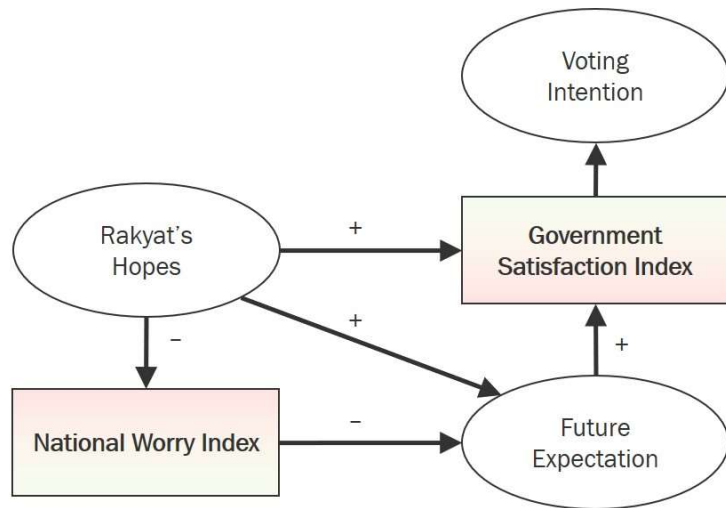 Voting
Intention
Rakyat's
Hopes
+
Government
Satisfaction Index
+
–
+
National Worry Index
–
Future
Expectation